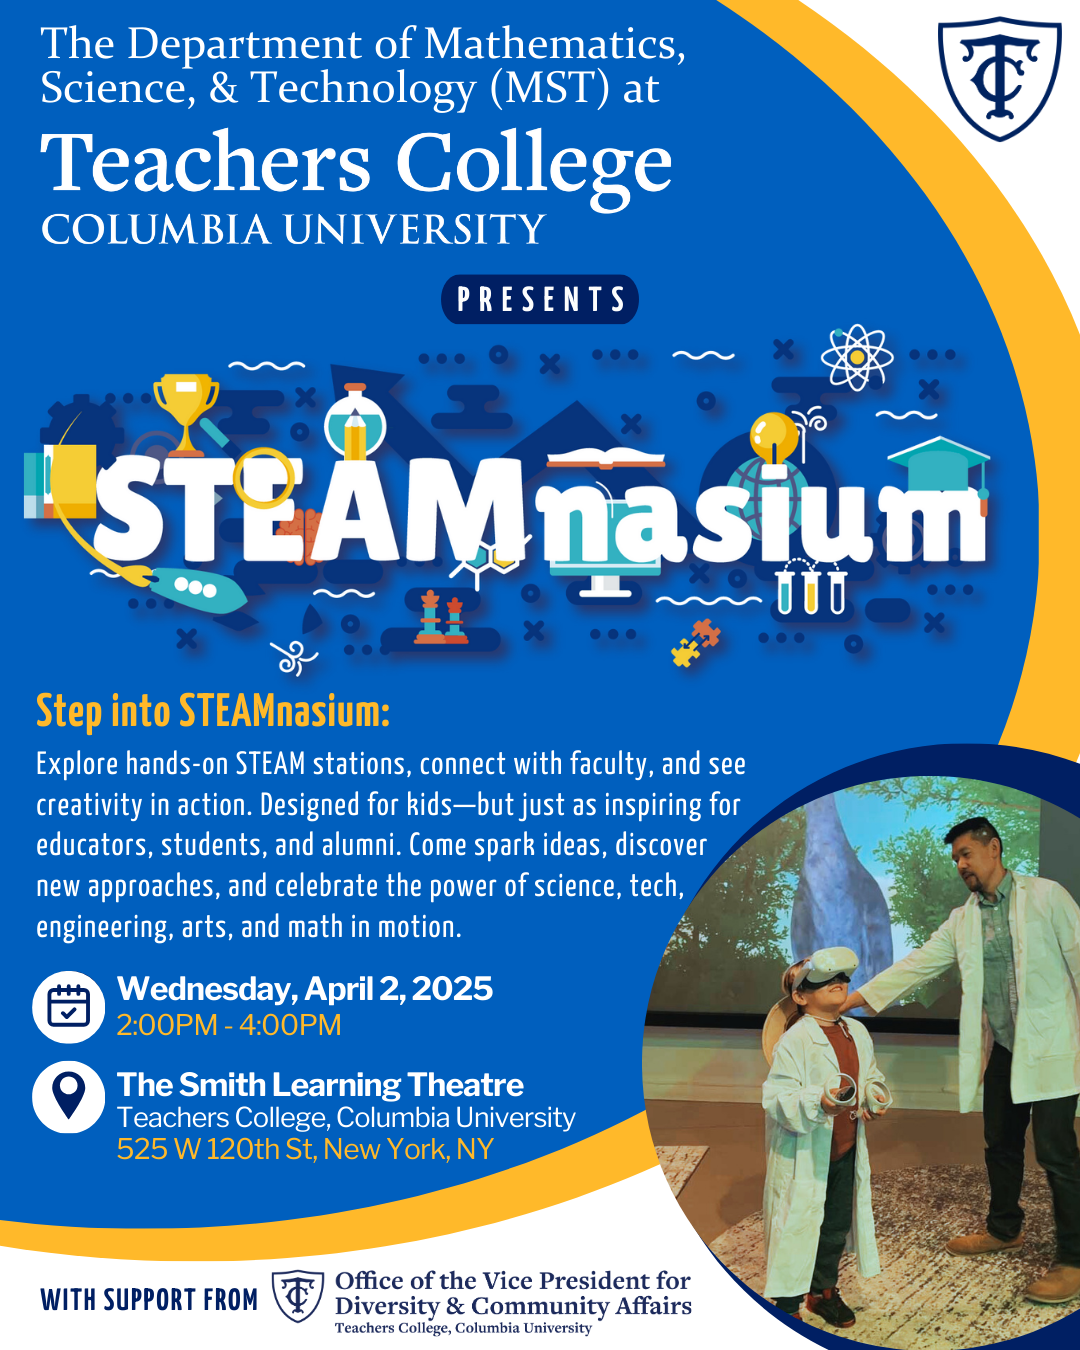 The Department of Mathematics,
Science, & Technology (MST) at
Teachers College
COLUMBIA UNIVERSITY
PRESENTS
STEAMnasium
Step into STEAMnasium:
Explore hands-on STEAM stations, connect with faculty, and see
creativity in action. Designed for kids—but just as inspiring for
educators, students, and alumni. Come spark ideas, discover
new approaches, and celebrate the power of science, tech,
engineering, arts, and math in motion.
Wednesday, April 2, 2025
2:00PM - 4:00PM
The Smith Learning Theatre
Teachers College, Columbia University
525 W 120th St, New York, NY
WITH SUPPORT FROM
Office of the Vice President for
Diversity & Community Affairs
Teachers College, Columbia University